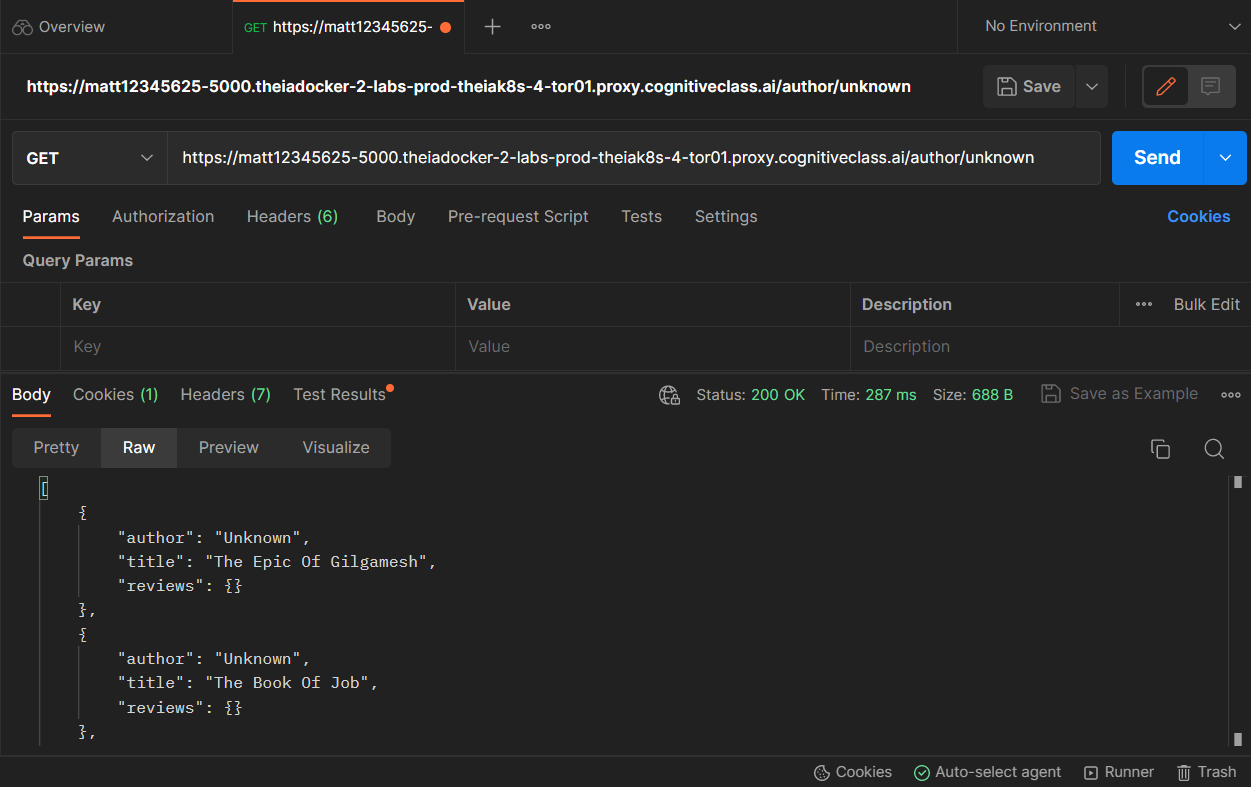 Overview
GET https://matt12345625-
No Environment
https://matt12345625-5000.theiadocker-2-labs-prod-theiak8s-4-tor01.proxy.cognitiveclass.ai/author/unknown
Save
GET
https://matt12345625-5000.theiadocker-2-labs-prod-theiak8s-4-tor01.proxy.cognitiveclass.ai/author/unknown
Send
Params Authorization Headers (6) Body Pre-request Script Tests Settings Cookies
Query Params
Key Value Description Bulk Edit
Key Value Description
Body Cookies (1) Headers (7) Test Results Status: 200 OK Time: 287 ms Size: 688 B Save as Example
Pretty Raw Preview Visualize
[
    {
        "author": "Unknown",
        "title": "The Epic Of Gilgamesh",
        "reviews": {}
    },
    {
        "author": "Unknown",
        "title": "The Book Of Job",
        "reviews": {}
    },
Cookies Auto-select agent Runner Trash